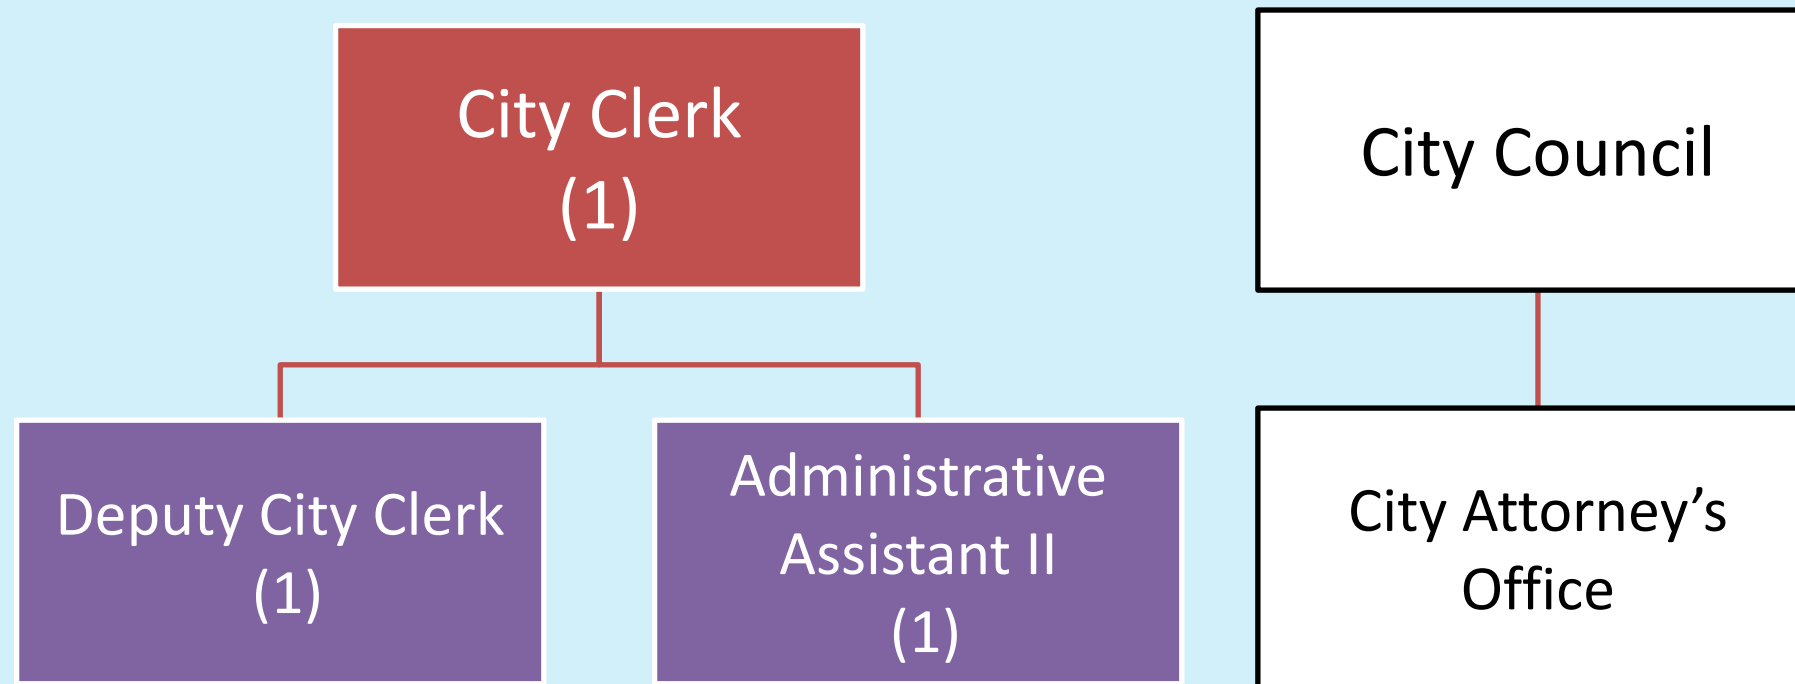 City Clerk
(1)
City Council
Deputy City Clerk
(1)
Administrative
Assistant II
(1)
City Attorney’s
Office